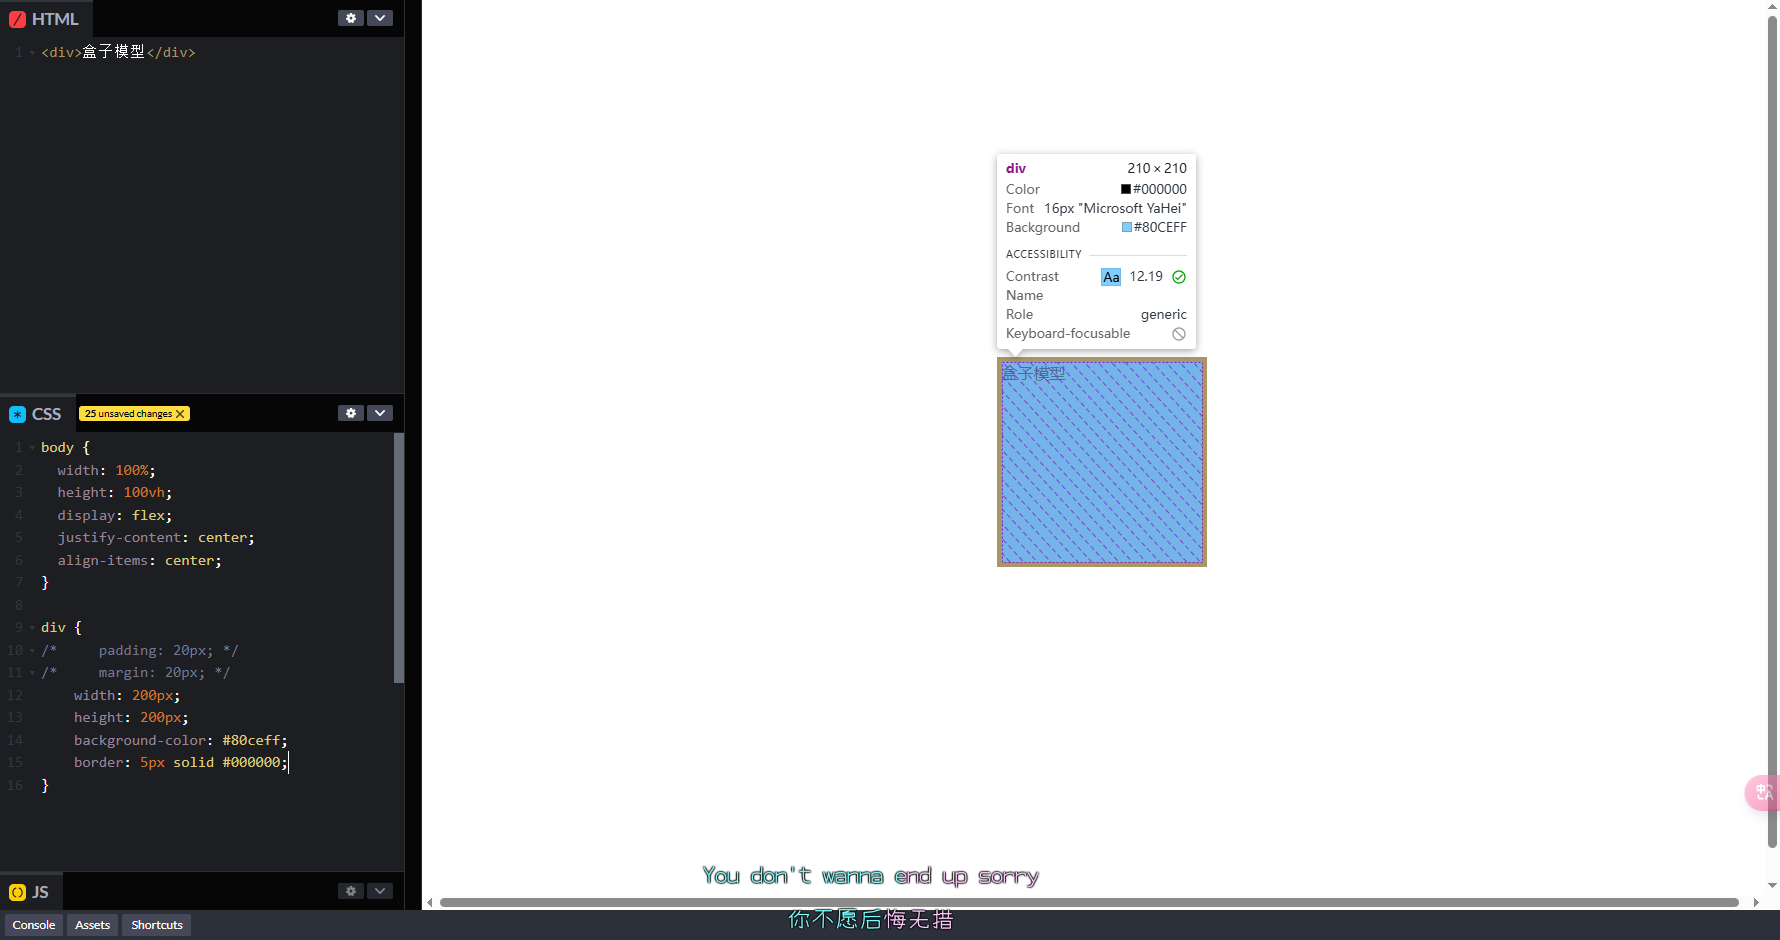 HTML
1 <div>盒子模型</div>
CSS
25 unsaved changes
1 body {
2 width: 100%;
3 height: 100vh;
4 display: flex;
5 justify-content: center;
6 align-items: center;
7 }
8
9 div {
10 /* padding: 20px; */
11 /* margin: 20px; */
12 width: 200px;
13 height: 200px;
14 background-color: #80ceff;
15 border: 5px solid #000000;
16 }
JS
Console Assets Shortcuts
div 210 × 210
Color #000000
Font 16px "Microsoft YaHei"
Background #80CEFF
ACCESSIBILITY
Contrast Aa 12.19
Name
Role generic
Keyboard-focusable
盒子模型
You don't wanna end up sorry
你不愿后悔无措